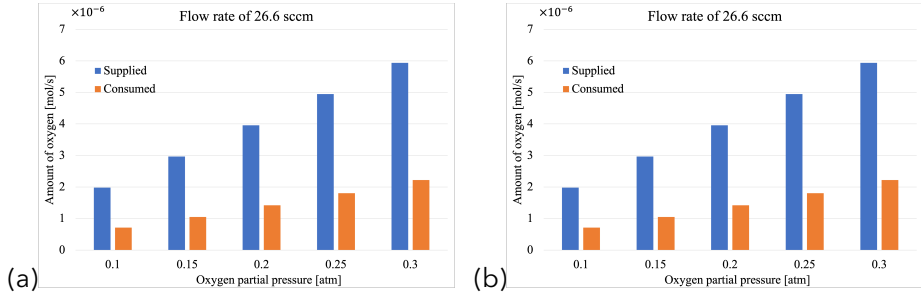 ×10⁻⁶
Flow rate of 26.6 sccm
7
6
5
4
3
2
1
0
Amount of oxygen [mol/s]
Supplied
Consumed
0.1 0.15 0.2 0.25 0.3
Oxygen partial pressure [atm]
(a)
×10⁻⁶
Flow rate of 26.6 sccm
7
6
5
4
3
2
1
0
Amount of oxygen [mol/s]
Supplied
Consumed
0.1 0.15 0.2 0.25 0.3
Oxygen partial pressure [atm]
(b)